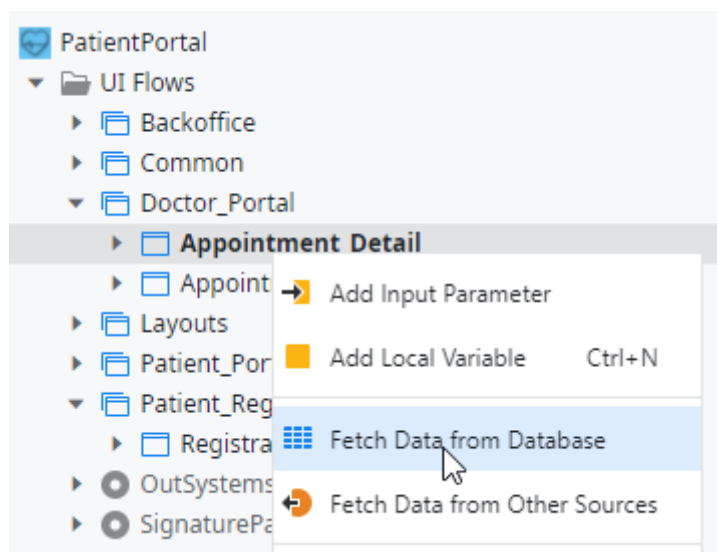 PatientPortal
UI Flows
Backoffice
Common
Doctor_Portal
Appointment Detail
Appoint
Layouts
Patient_Por
Patient_Reg
Registra
OutSystems
SignaturePa
Add Input Parameter
Add Local Variable Ctrl+N
Fetch Data from Database
Fetch Data from Other Sources